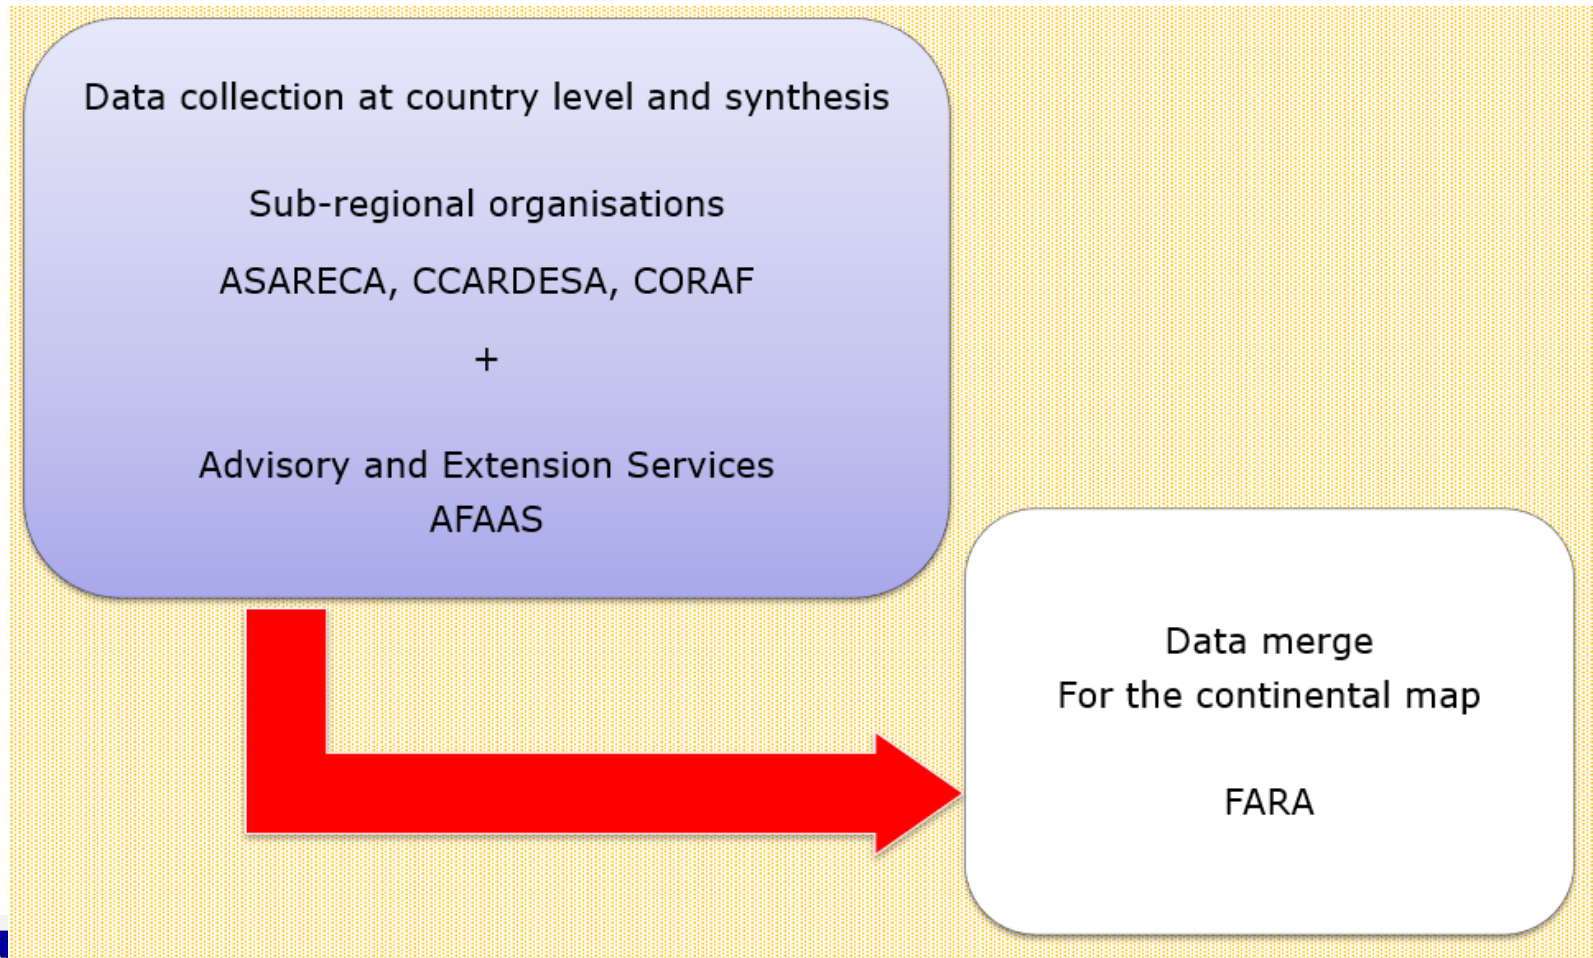 Data collection at country level and synthesis
Sub-regional organisations
ASARECA, CCARDESA, CORAF
+
Advisory and Extension Services
AFAAS
Data merge
For the continental map
FARA